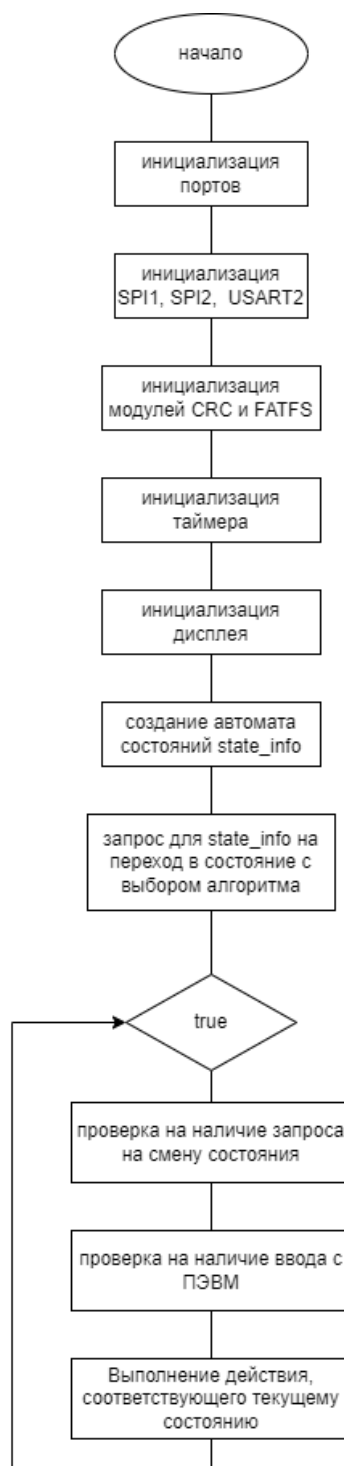 начало
инициализация
портов
инициализация
SPI1, SPI2, USART2
инициализация
модулей CRC и FATFS
инициализация
таймера
инициализация
дисплея
создание автомата
состояний state_info
запрос для state_info на
переход в состояние с
выбором алгоритма
true
проверка на наличие запроса
на смену состояния
проверка на наличие ввода с
ПЭВМ
Выполнение действия,
соответствующего текущему
состоянию